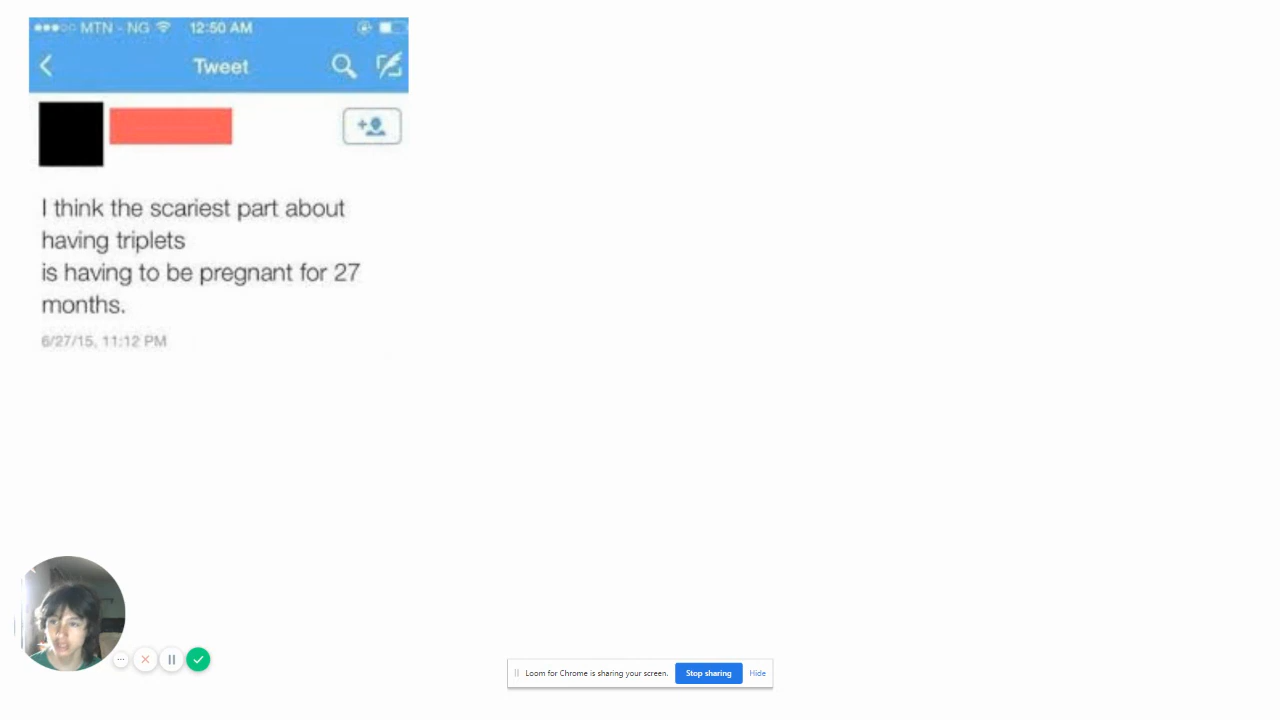 MTN - NG 12:50 AM
Tweet
I think the scariest part about
having triplets
is having to be pregnant for 27
months.
6/27/15, 11:12 PM
Loom for Chrome is sharing your screen. Stop sharing Hide